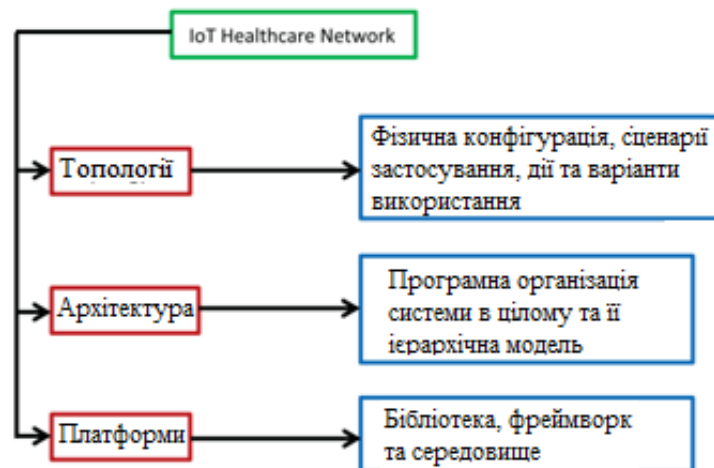 IoT Healthcare Network
Топології
Фізична конфігурація, сценарії
застосування, дії та варіанти
використання
Архітектура
Програмна організація
системи в цілому та її
ієрархічна модель
Платформи
Бібліотека, фреймворк
та середовище